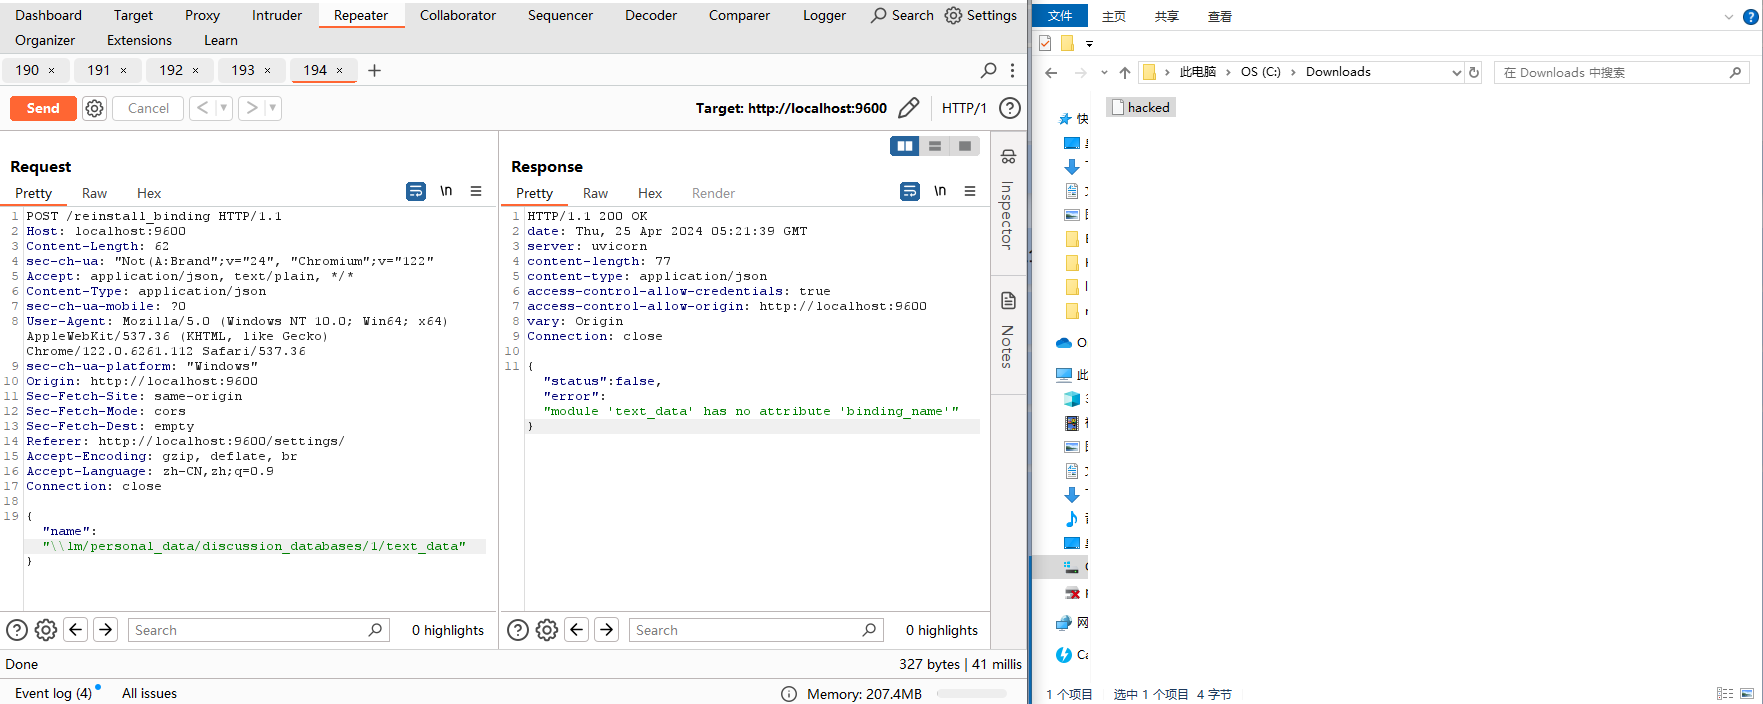 Dashboard Target Proxy Intruder Repeater Collaborator Sequencer Decoder Comparer Logger Search Settings
Organizer Extensions Learn
190 × 191 × 192 × 193 × 194 × +
Send Cancel < > Target: http://localhost:9600 HTTP/1
Request
Pretty Raw Hex \n
1 POST /reinstall_binding HTTP/1.1
2 Host: localhost:9600
3 Content-Length: 62
4 sec-ch-ua: "Not(A:Brand";v="24", "Chromium";v="122"
5 Accept: application/json, text/plain, */*
6 Content-Type: application/json
7 sec-ch-ua-mobile: ?0
8 User-Agent: Mozilla/5.0 (Windows NT 10.0; Win64; x64)
AppleWebKit/537.36 (KHTML, like Gecko)
Chrome/122.0.6261.112 Safari/537.36
9 sec-ch-ua-platform: "Windows"
10 Origin: http://localhost:9600
11 Sec-Fetch-Site: same-origin
12 Sec-Fetch-Mode: cors
13 Sec-Fetch-Dest: empty
14 Referer: http://localhost:9600/settings/
15 Accept-Encoding: gzip, deflate, br
16 Accept-Language: zh-CN,zh;q=0.9
17 Connection: close
18
19 {
"name":
"\\lm/personal_data/discussion_databases/1/text_data"
}
Search 0 highlights
Response
Pretty Raw Hex Render \n
1 HTTP/1.1 200 OK
2 date: Thu, 25 Apr 2024 05:21:39 GMT
3 server: uvicorn
4 content-length: 77
5 content-type: application/json
6 access-control-allow-credentials: true
7 access-control-allow-origin: http://localhost:9600
8 vary: Origin
9 Connection: close
10
11 {
"status":false,
"error":
"module 'text_data' has no attribute 'binding_name'"
}
Search 0 highlights
Inspector
Notes
Done 327 bytes | 41 millis
Event log (4) All issues Memory: 207.4MB
文件 主页 共享 查看
此电脑 > OS (C:) > Downloads 在 Downloads 中搜索
hacked
快
O
此
网
Ca
1 个项目 选中 1 个项目 4 字节